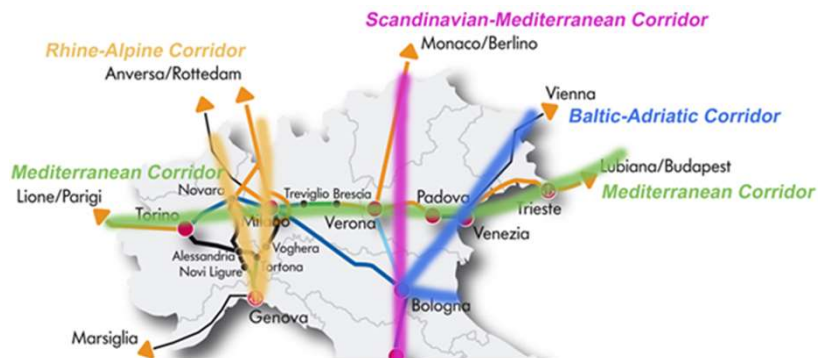 Scandinavian-Mediterranean Corridor
Monaco/Berlino
Rhine-Alpine Corridor
Anversa/Rottedam
Vienna
Baltic-Adriatic Corridor
Mediterranean Corridor
Lione/Parigi
Lubiana/Budapest
Mediterranean Corridor
Novara
Treviglio
Brescia
Padova
Torino
Milano
Verona
Trieste
Venezia
Voghera
Alessandria
Tortona
Novi Ligure
Genova
Bologna
Marsiglia